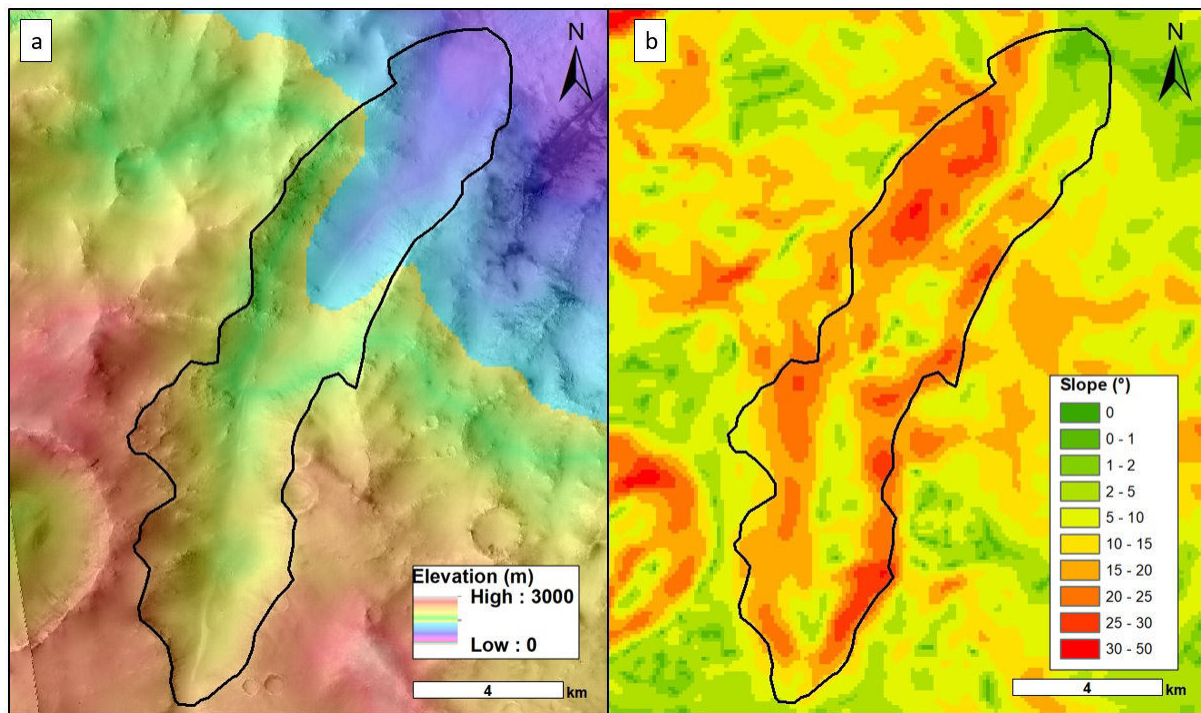 a
N
Elevation (m)
High : 3000
Low : 0
4
km
b
N
Slope (°)
0
0 - 1
1 - 2
2 - 5
5 - 10
10 - 15
15 - 20
20 - 25
25 - 30
30 - 50
4
km